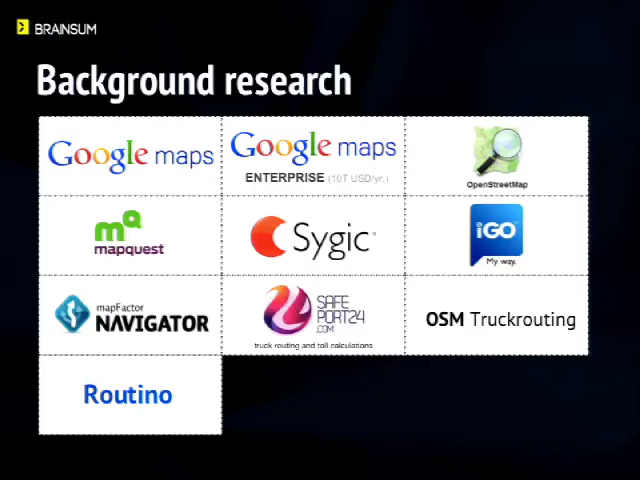 BRAINSUM
Background research
Google maps
Google maps
ENTERPRISE (10T USD/yr.)
OpenStreetMap
mq
mapquest
Sygic
iGO
My way.
mapFactor
NAVIGATOR
SAFE
PORT24
.COM
truck routing and toll calculations
OSM Truckrouting
Routino